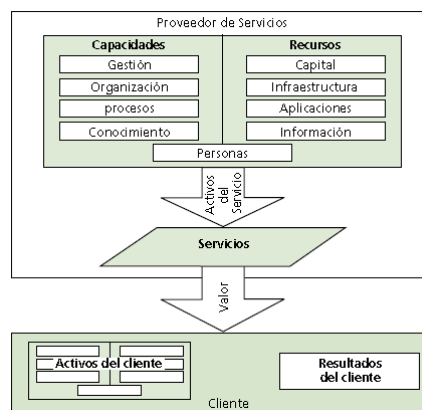 Proveedor de Servicios
Capacidades
Gestión
Organización
procesos
Conocimiento
Recursos
Capital
Infraestructura
Aplicaciones
Información
Personas
Activos
del
Servicio
Servicios
Valor
Activos del cliente
Resultados
del cliente
Cliente